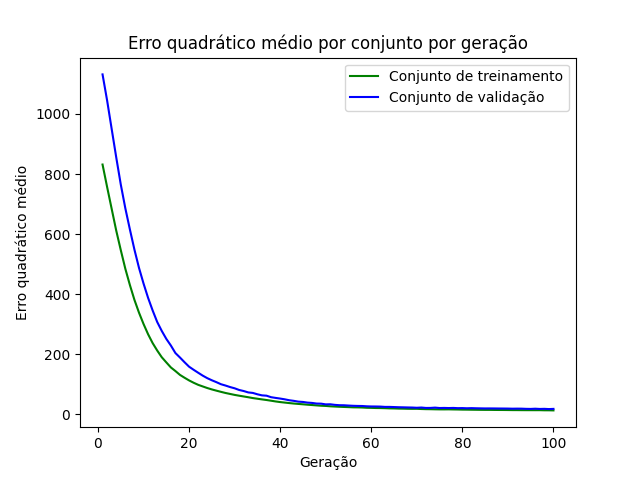 Erro quadrático médio por conjunto por geração
Conjunto de treinamento
Conjunto de validação
Erro quadrático médio
1000
800
600
400
200
0
0 20 40 60 80 100
Geração